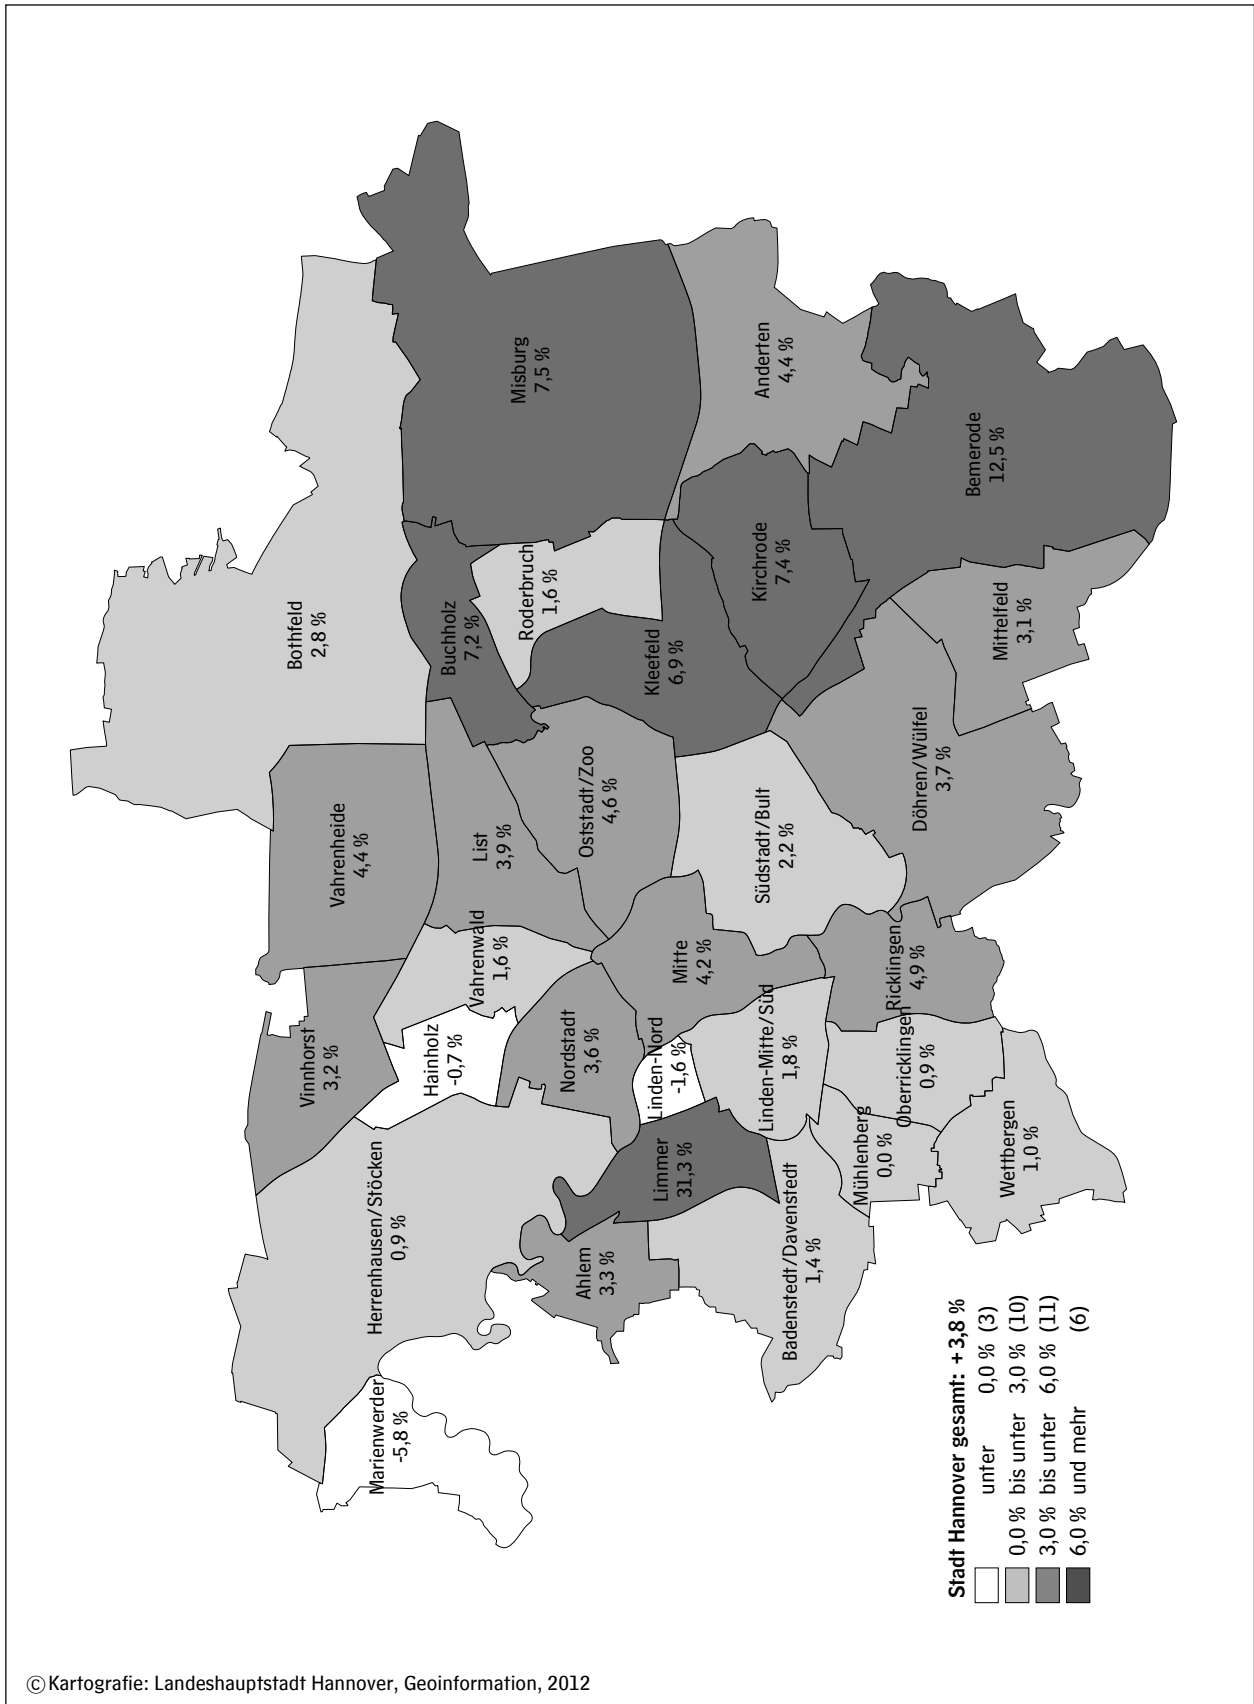 Bothfeld
2,8 %
Misburg
7,5 %
Anderten
4,4 %
Bemerode
12,5 %
Buchholz
7,2 %
Roderbruch
1,6 %
Kleefeld
6,9 %
Kirchrode
7,4 %
Mittelfeld
3,1 %
Vahrenheide
4,4 %
List
3,9 %
Oststadt/Zoo
4,6 %
Südstadt/Bult
2,2 %
Döhren/Wülfel
3,7 %
Vinnhorst
3,2 %
Hainholz
-0,7 %
Vahrenwald
1,6 %
Nordstadt
3,6 %
Mitte
4,2 %
Linden-Nord
-1,6 %
Linden-Mitte/Süd
1,8 %
Ricklingen
4,9 %
Oberricklingen
0,9 %
Mühlenberg
0,0 %
Wettbergen
1,0 %
Herrenhausen/Stöcken
0,9 %
Limmer
31,3 %
Ahlem
3,3 %
Badenstedt/Davenstedt
1,4 %
Marienwerder
-5,8 %
Stadt Hannover gesamt: + 3,8 %
unter 0,0 % (3)
0,0 % bis unter 3,0 % (10)
3,0 % bis unter 6,0 % (11)
6,0 % und mehr (6)
© Kartografie: Landeshauptstadt Hannover, Geoinformation, 2012